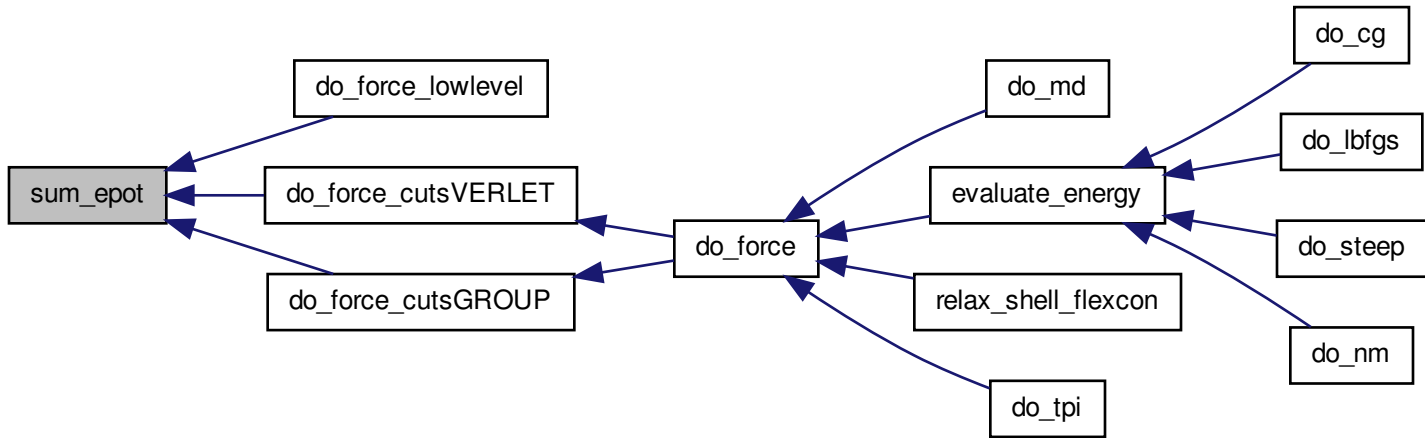 sum_epot
do_force_lowlevel
do_force_cutsVERLET
do_force_cutsGROUP
do_force
do_md
evaluate_energy
relax_shell_flexcon
do_tpi
do_cg
do_lbfgs
do_steep
do_nm